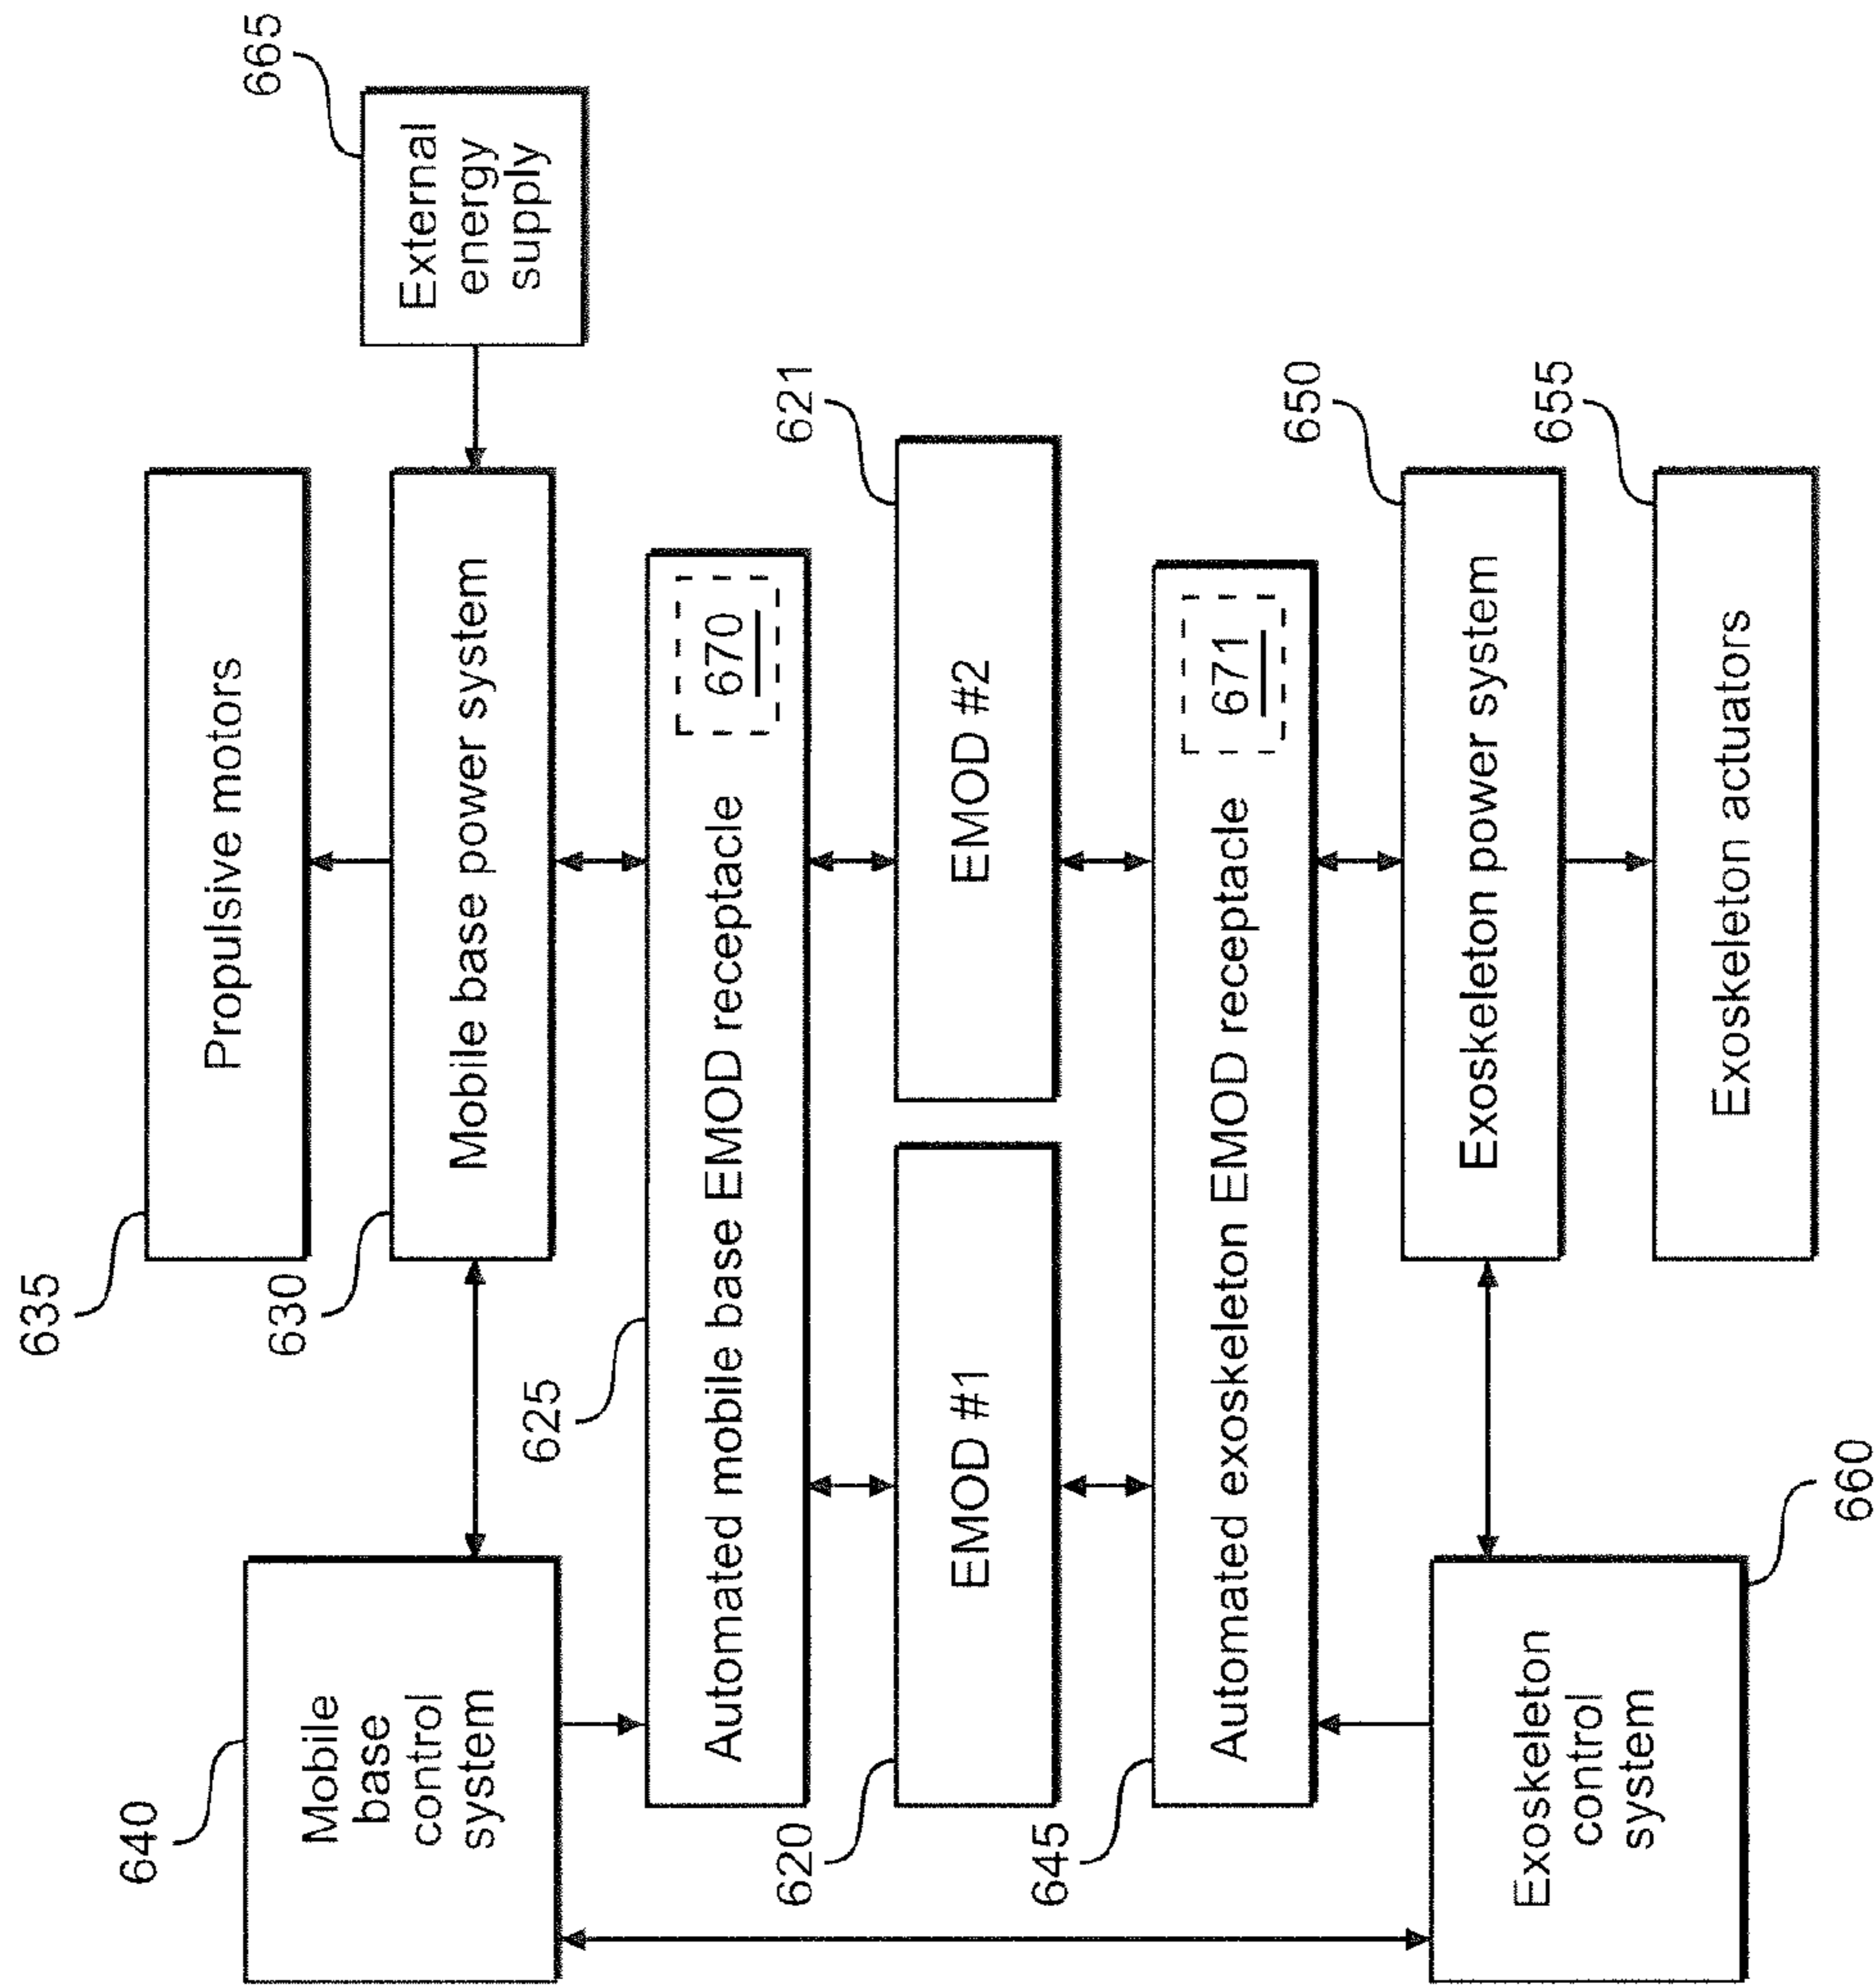 635
Propulsive motors
665
External
energy
supply
630
Mobile base power system
640
Mobile
base
control
system
625
Automated mobile base EMOD receptacle
670
620
EMOD #1
EMOD #2
621
645
Automated exoskeleton EMOD receptacle
671
650
Exoskeleton power system
Exoskeleton
control
system
660
655
Exoskeleton actuators